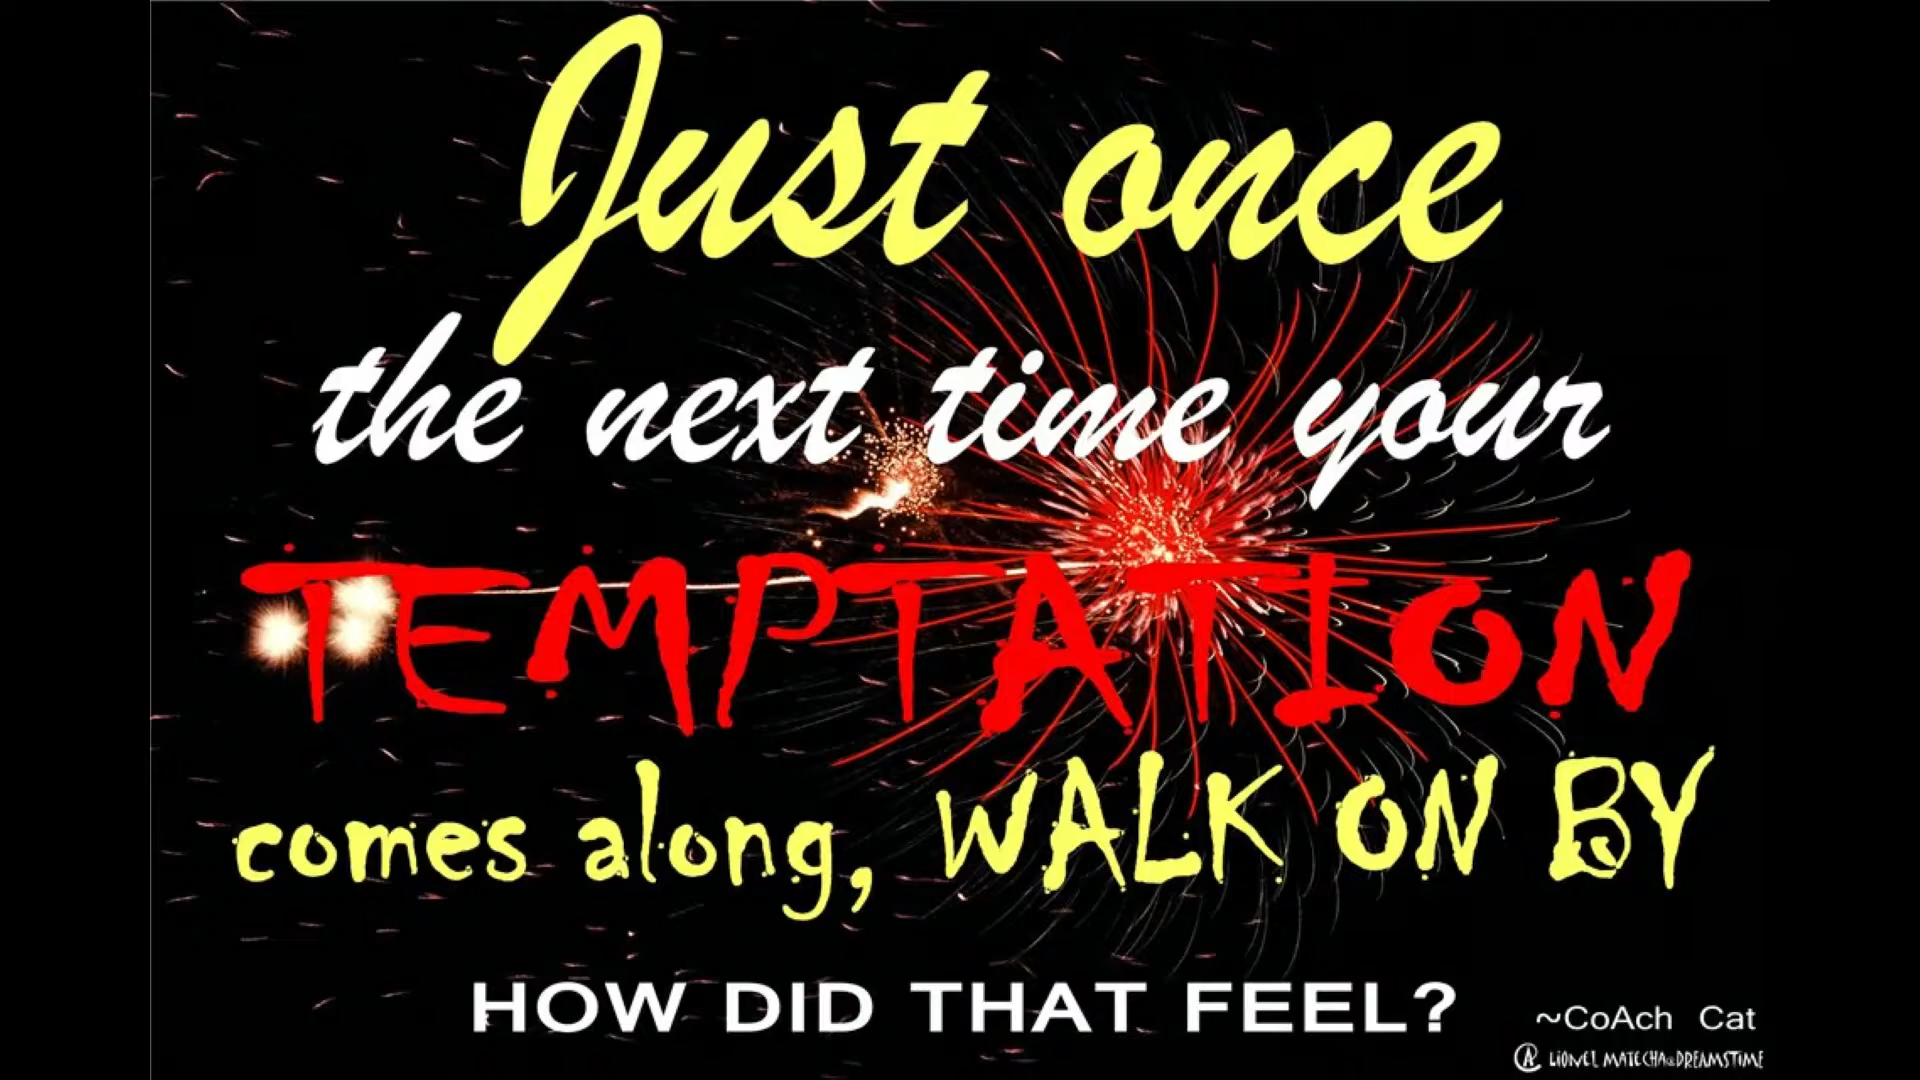 Just once
the next time your
TEMPTATION
comes along, WALK ON BY
HOW DID THAT FEEL?
~CoAch Cat
LIONEL MATECHA@DREAMSTIME